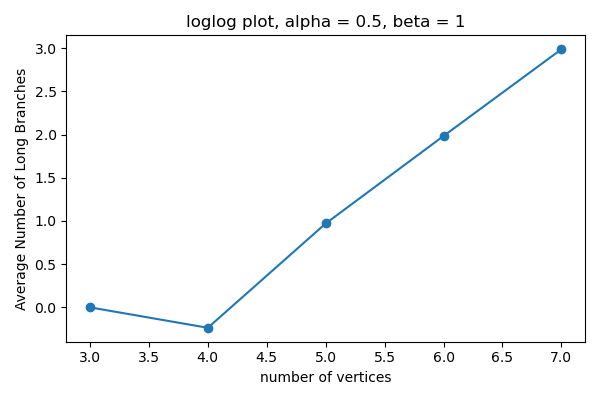 loglog plot, alpha = 0.5, beta = 1
Average Number of Long Branches
3.0
2.5
2.0
1.5
1.0
0.5
0.0
3.0 3.5 4.0 4.5 5.0 5.5 6.0 6.5 7.0
number of vertices